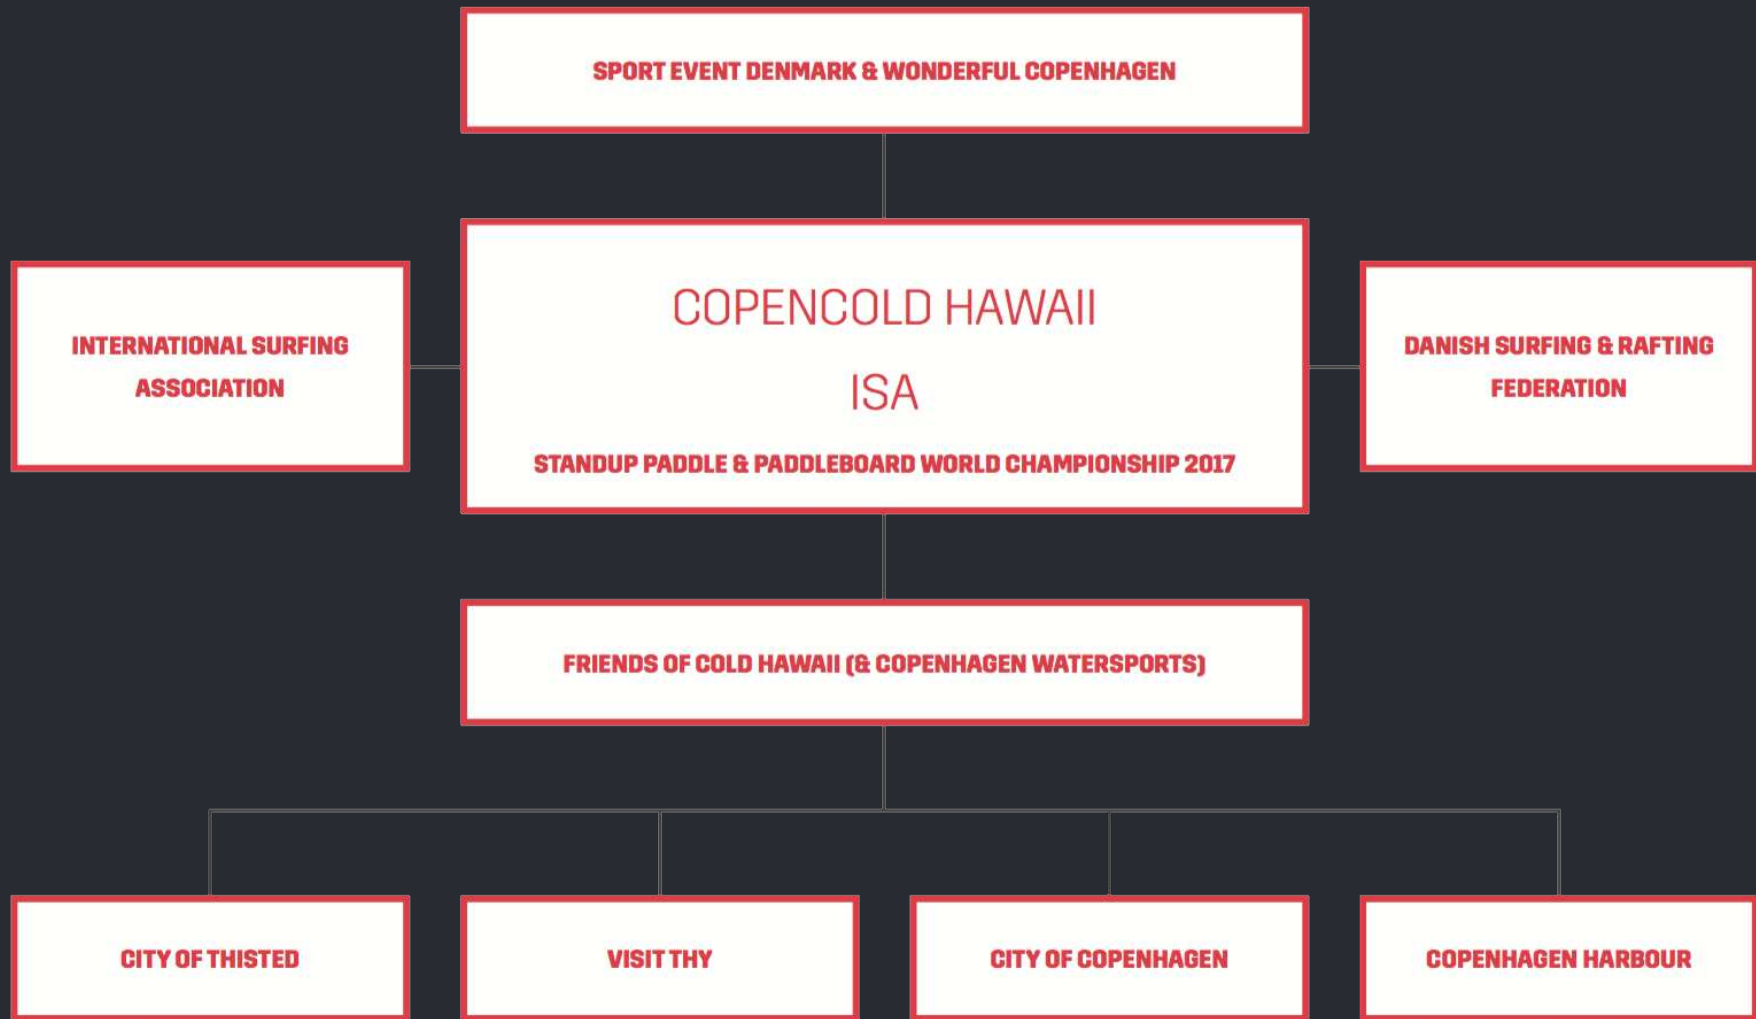 SPORT EVENT DENMARK & WONDERFUL COPENHAGEN
INTERNATIONAL SURFING
ASSOCIATION
COPENCOLD HAWAII
ISA
STANDUP PADDLE & PADDLEBOARD WORLD CHAMPIONSHIP 2017
DANISH SURFING & RAFTING
FEDERATION
FRIENDS OF COLD HAWAII (& COPENHAGEN WATERSPORTS)
CITY OF THISTED
VISIT THY
CITY OF COPENHAGEN
COPENHAGEN HARBOUR